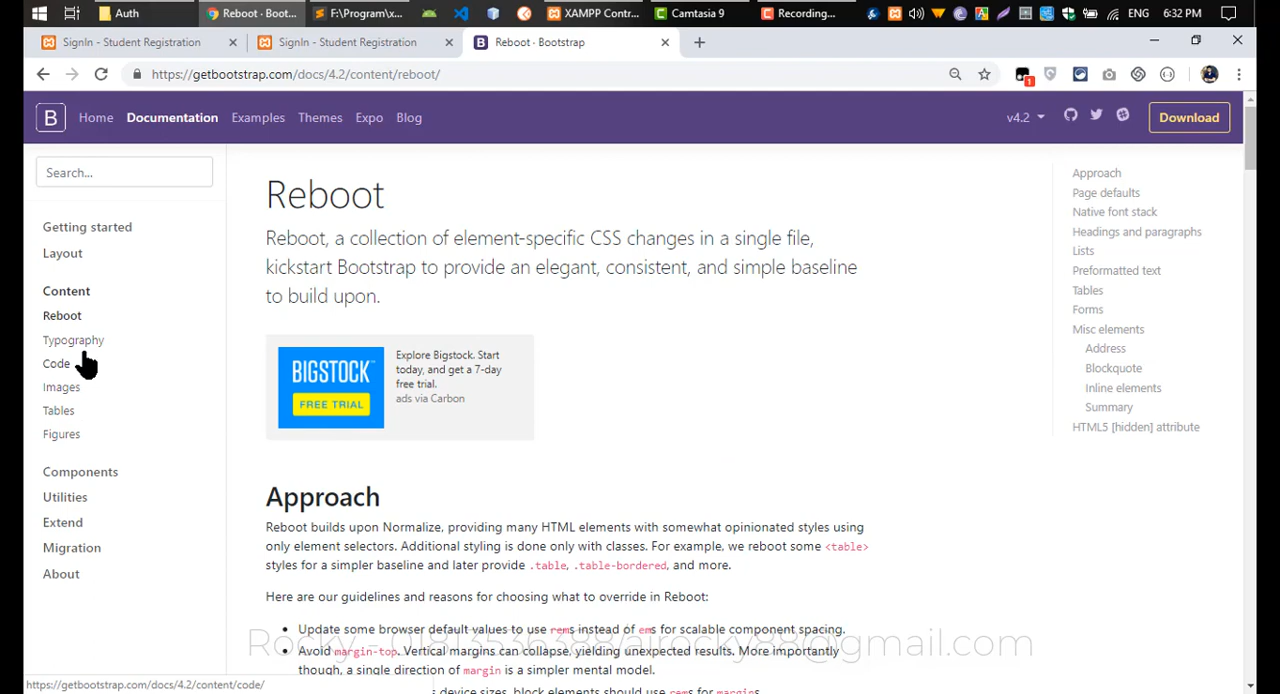 Auth
Reboot · Boot...
F:\Program\x...
XAMPP Contr...
Camtasia 9
Recording...
ENG
6:32 PM
SignIn - Student Registration
SignIn - Student Registration
Reboot · Bootstrap
https://getbootstrap.com/docs/4.2/content/reboot/
1
B
Home
Documentation
Examples
Themes
Expo
Blog
v4.2
Download
Search...
Getting started
Layout
Content
Reboot
Typography
Code
Images
Tables
Figures
Components
Utilities
Extend
Migration
About
Reboot
Reboot, a collection of element-specific CSS changes in a single file,
kickstart Bootstrap to provide an elegant, consistent, and simple baseline
to build upon.
BIGSTOCK
FREE TRIAL
Explore Bigstock. Start
today, and get a 7-day
free trial.
ads via Carbon
Approach
Reboot builds upon Normalize, providing many HTML elements with somewhat opinionated styles using
only element selectors. Additional styling is done only with classes. For example, we reboot some <table>
styles for a simpler baseline and later provide .table, .table-bordered, and more.
Here are our guidelines and reasons for choosing what to override in Reboot:
Update some browser default values to use rems instead of ems for scalable component spacing.
Avoid margin-top. Vertical margins can collapse, yielding unexpected results. More importantly
though, a single direction of margin is a simpler mental model.
s device sizes, block elements should use rems for margins.
Approach
Page defaults
Native font stack
Headings and paragraphs
Lists
Preformatted text
Tables
Forms
Misc elements
Address
Blockquote
Inline elements
Summary
HTML5 [hidden] attribute
https://getbootstrap.com/docs/4.2/content/code/